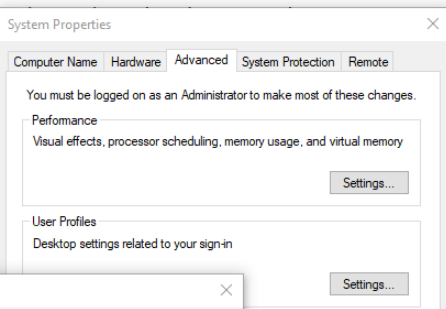 System Properties
Computer Name Hardware Advanced System Protection Remote
You must be logged on as an Administrator to make most of these changes.
Performance
Visual effects, processor scheduling, memory usage, and virtual memory
Settings...
User Profiles
Desktop settings related to your sign-in
Settings...